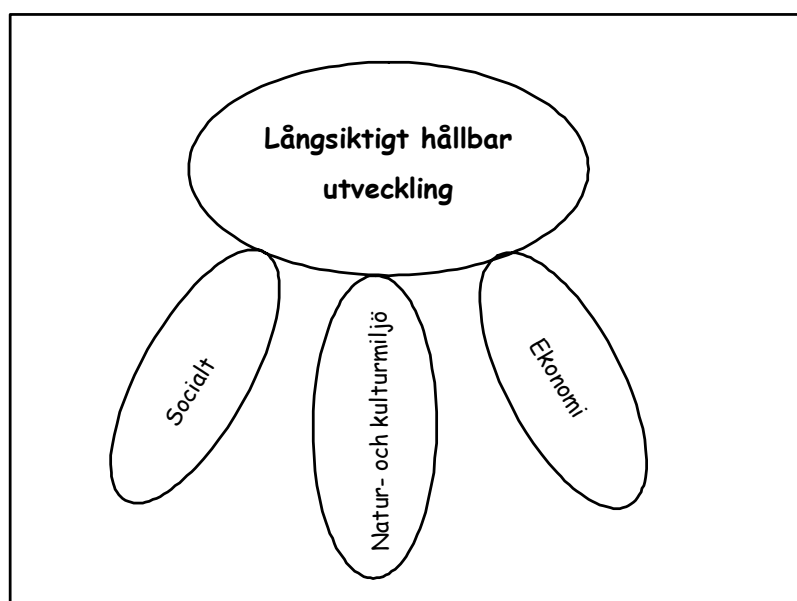 Långsiktigt hållbar
utveckling
Socialt
Natur- och kulturmiljö
Ekonomi